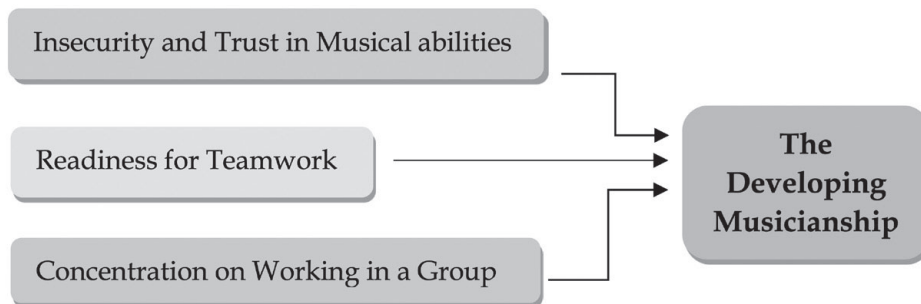 Insecurity and Trust in Musical abilities
Readiness for Teamwork
Concentration on Working in a Group
The
Developing
Musicianship